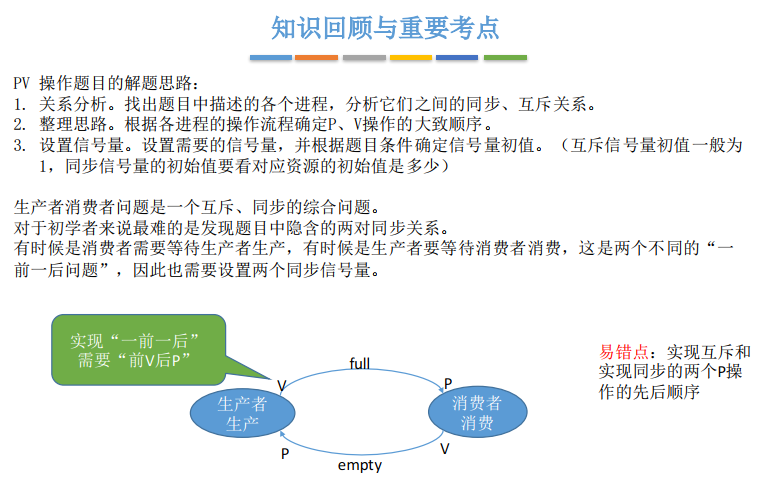 知识回顾与重要考点
PV 操作题目的解题思路：
1. 关系分析。找出题目中描述的各个进程，分析它们之间的同步、互斥关系。
2. 整理思路。根据各进程的操作流程确定P、V操作的大致顺序。
3. 设置信号量。设置需要的信号量，并根据题目条件确定信号量初值。（互斥信号量初值一般为
1，同步信号量的初始值要看对应资源的初始值是多少）
生产者消费者问题是一个互斥、同步的综合问题。
对于初学者来说最难的是发现题目中隐含的两对同步关系。
有时候是消费者需要等待生产者生产，有时候是生产者要等待消费者消费，这是两个不同的“一
前一后问题”，因此也需要设置两个同步信号量。
实现“一前一后”
需要“前V后P”
full
V
P
生产者
生产
消费者
消费
P
V
empty
易错点：实现互斥和
实现同步的两个P操
作的先后顺序